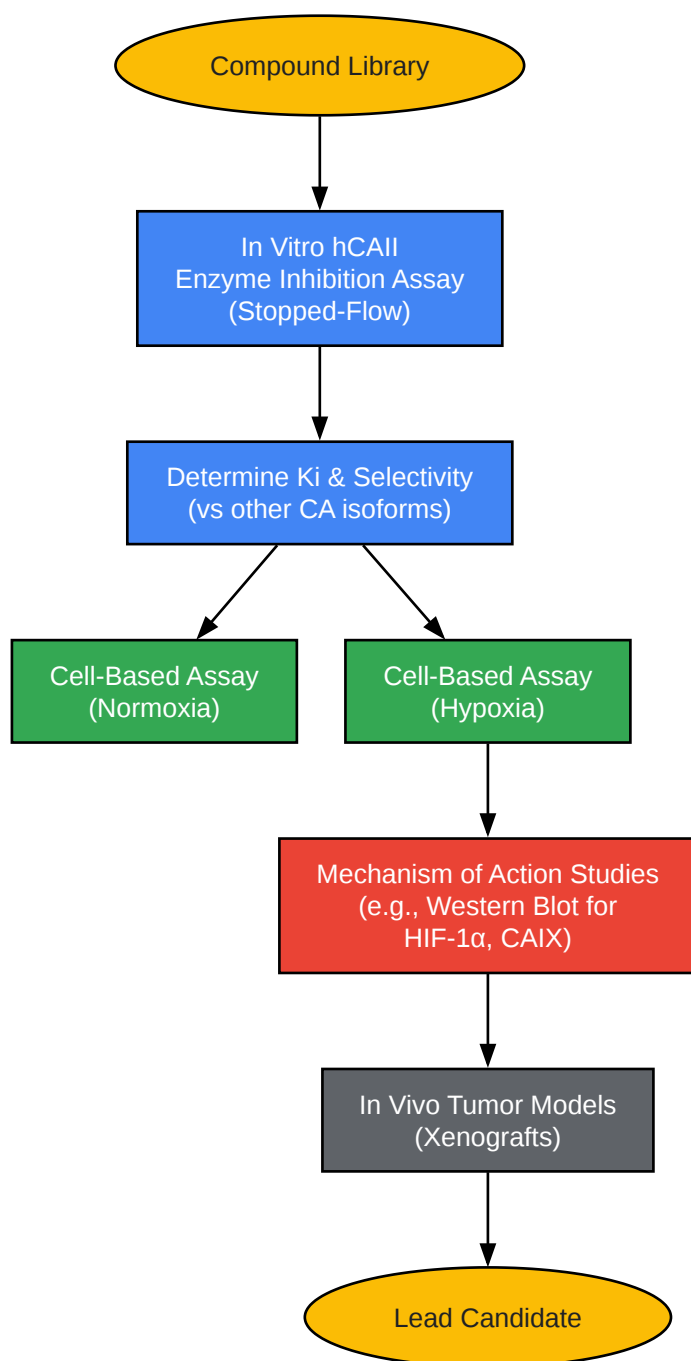 Compound Library
In Vitro hCAII
Enzyme Inhibition Assay
(Stopped-Flow)
Determine Ki & Selectivity
(vs other CA isoforms)
Cell-Based Assay
(Normoxia)
Cell-Based Assay
(Hypoxia)
Mechanism of Action Studies
(e.g., Western Blot for
HIF-1α, CAIX)
In Vivo Tumor Models
(Xenografts)
Lead Candidate